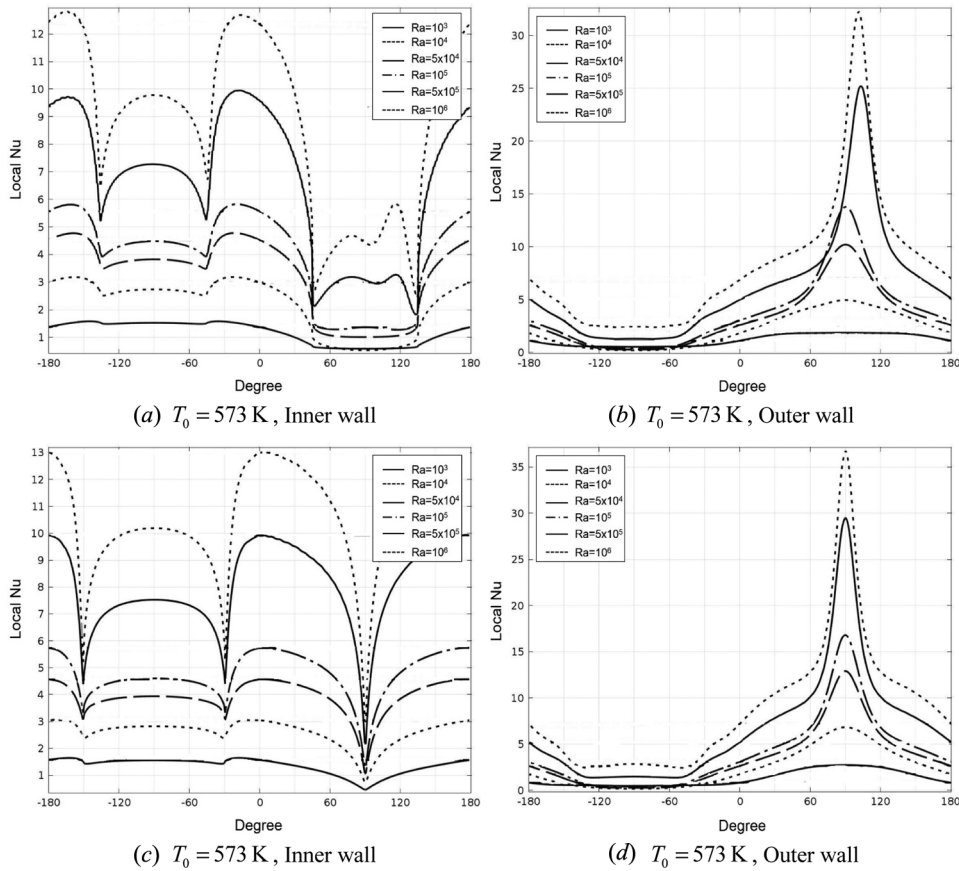 13
12
11
10
9
8
7
6
5
4
3
2
1
Local Nu
-180
-120
-60
0
60
120
180
Degree
Ra=10³
Ra=10⁴
Ra=5x10⁴
Ra=10⁵
Ra=5x10⁵
Ra=10⁶
(a) T₀ = 573 K , Inner wall
30
25
20
15
10
5
0
Local Nu
-180
-120
-60
0
60
120
180
Degree
Ra=10³
Ra=10⁴
Ra=5x10⁴
Ra=10⁵
Ra=5x10⁵
Ra=10⁶
(b) T₀ = 573 K , Outer wall
13
12
11
10
9
8
7
6
5
4
3
2
1
Local Nu
-180
-120
-60
0
60
120
180
Degree
Ra=10³
Ra=10⁴
Ra=5x10⁴
Ra=10⁵
Ra=5x10⁵
Ra=10⁶
(c) T₀ = 573 K , Inner wall
35
30
25
20
15
10
5
0
Local Nu
-180
-120
-60
0
60
120
180
Degree
Ra=10³
Ra=10⁴
Ra=5x10⁴
Ra=10⁵
Ra=5x10⁵
Ra=10⁶
(d) T₀ = 573 K , Outer wall